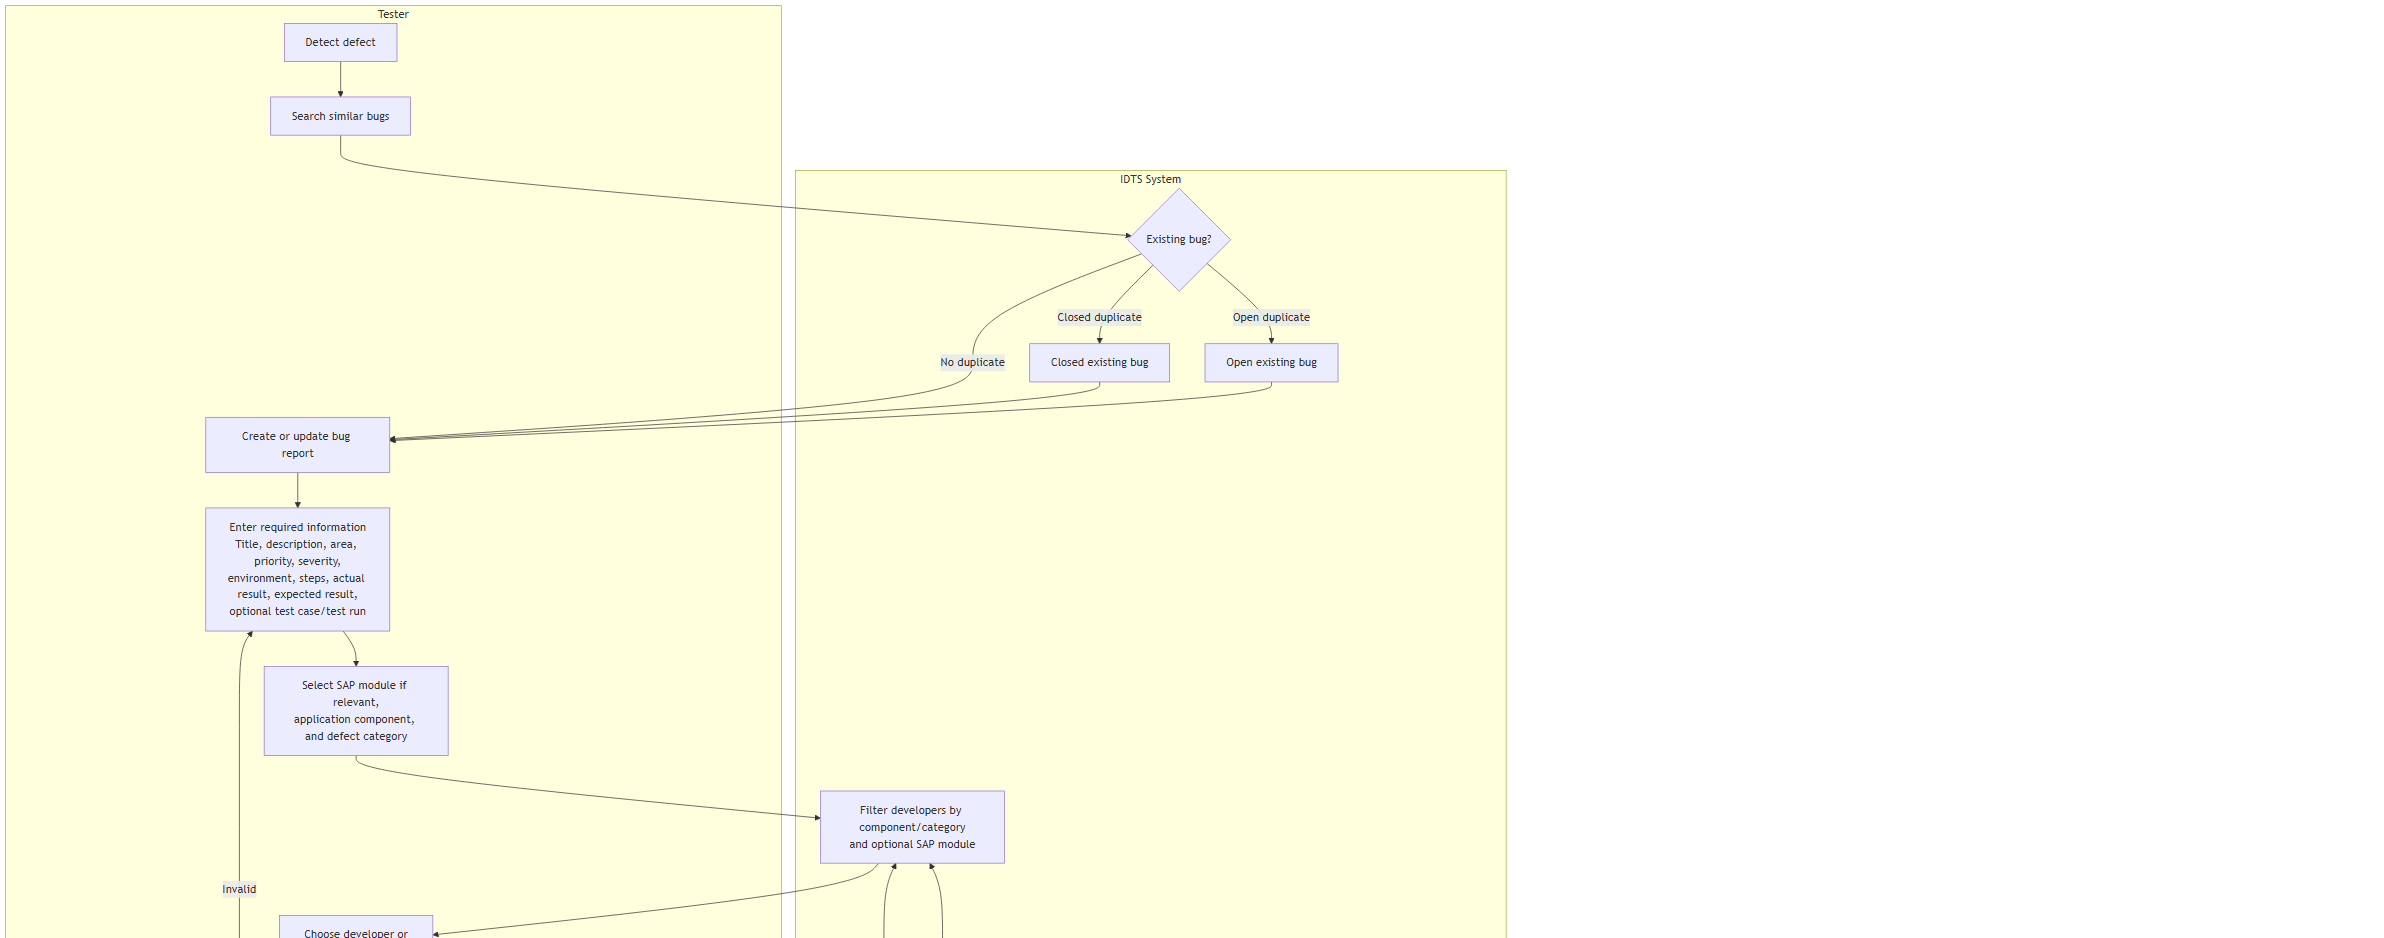 Tester
Detect defect
Search similar bugs
IDTS System
Existing bug?
Closed duplicate
Open duplicate
No duplicate
Closed existing bug
Open existing bug
Create or update bug
report
Enter required information
Title, description, area,
priority, severity,
environment, steps, actual
result, expected result,
optional test case/test run
Select SAP module if
relevant,
application component,
and defect category
Filter developers by
component/category
and optional SAP module
Invalid
Choose developer or